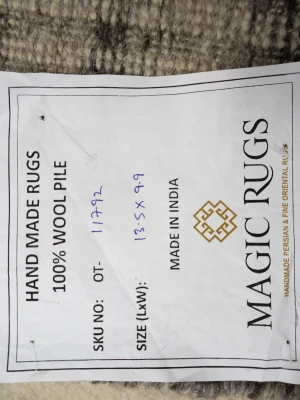 HAND MADE RUGS
100% WOOL PILE
SKU NO: OT- 11792
SIZE (LxW): 13.5 x 9.9
MADE IN INDIA
MAGIC RUGS
HANDMADE PERSIAN & FINE ORIENTAL RUGS